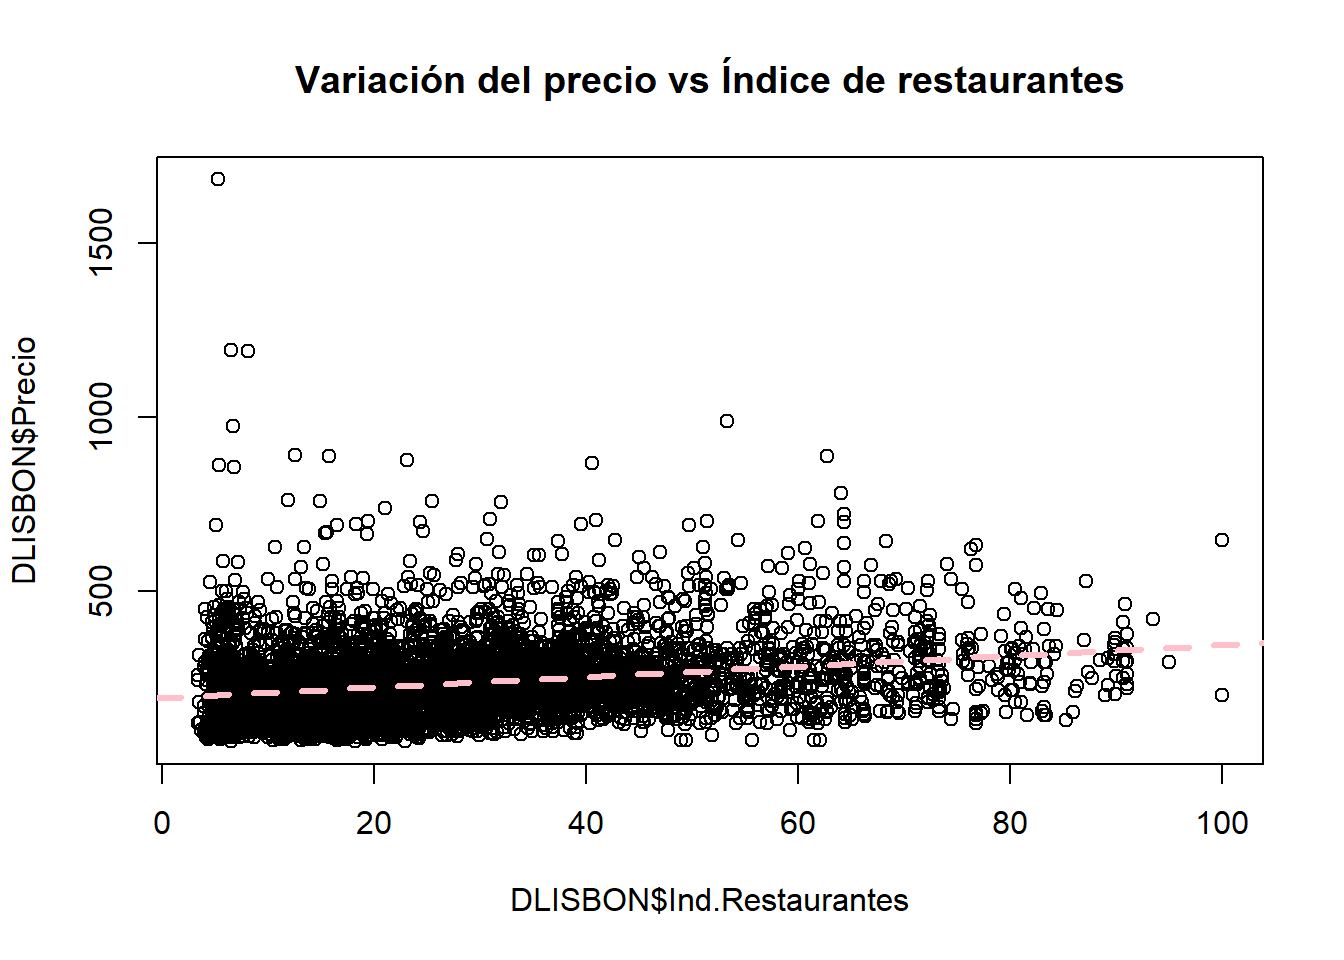 Variación del precio vs Índice de restaurantes
DLISBON$Precio
1500
1000
500
0 20 40 60 80 100
DLISBON$Ind.Restaurantes